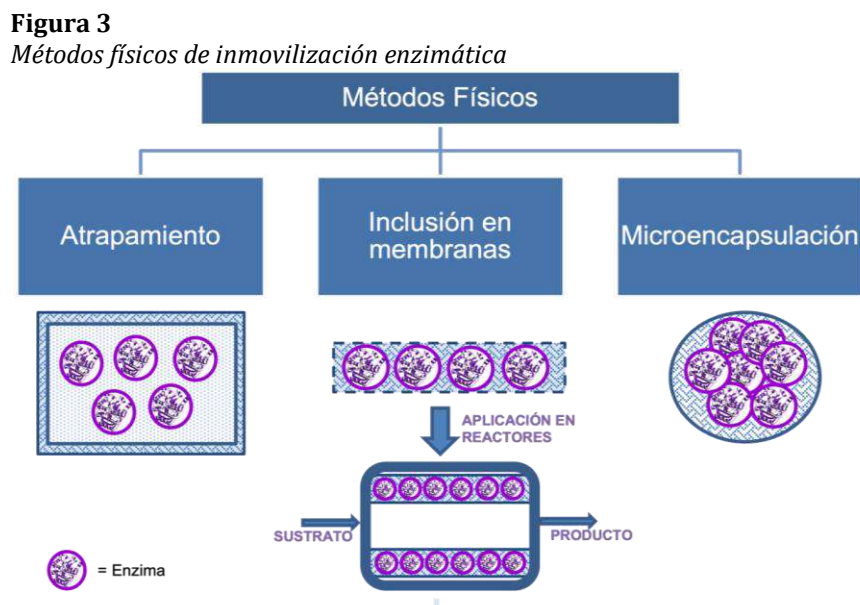 Figura 3
Métodos físicos de inmovilización enzimática
Métodos Físicos
Atrapamiento
Inclusión en
membranas
Microencapsulación
APLICACIÓN EN
REACTORES
SUSTRATO
PRODUCTO
= Enzima